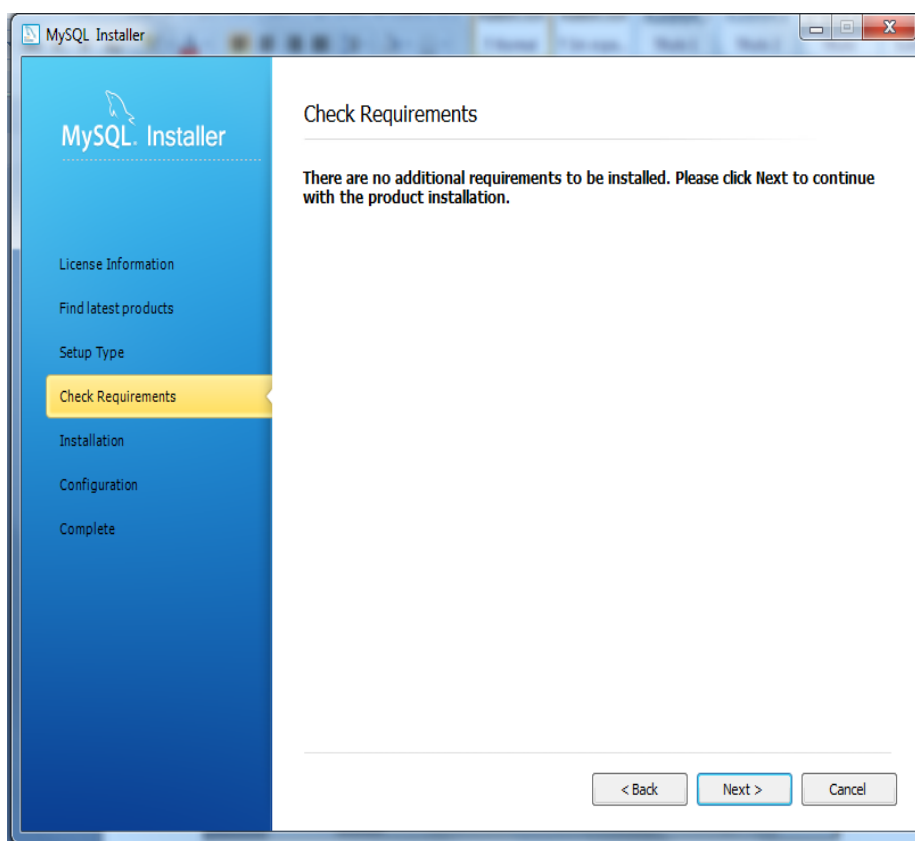 MySQL Installer
MySQL. Installer
License Information
Find latest products
Setup Type
Check Requirements
Installation
Configuration
Complete
Check Requirements
There are no additional requirements to be installed. Please click Next to continue
with the product installation.
< Back
Next >
Cancel